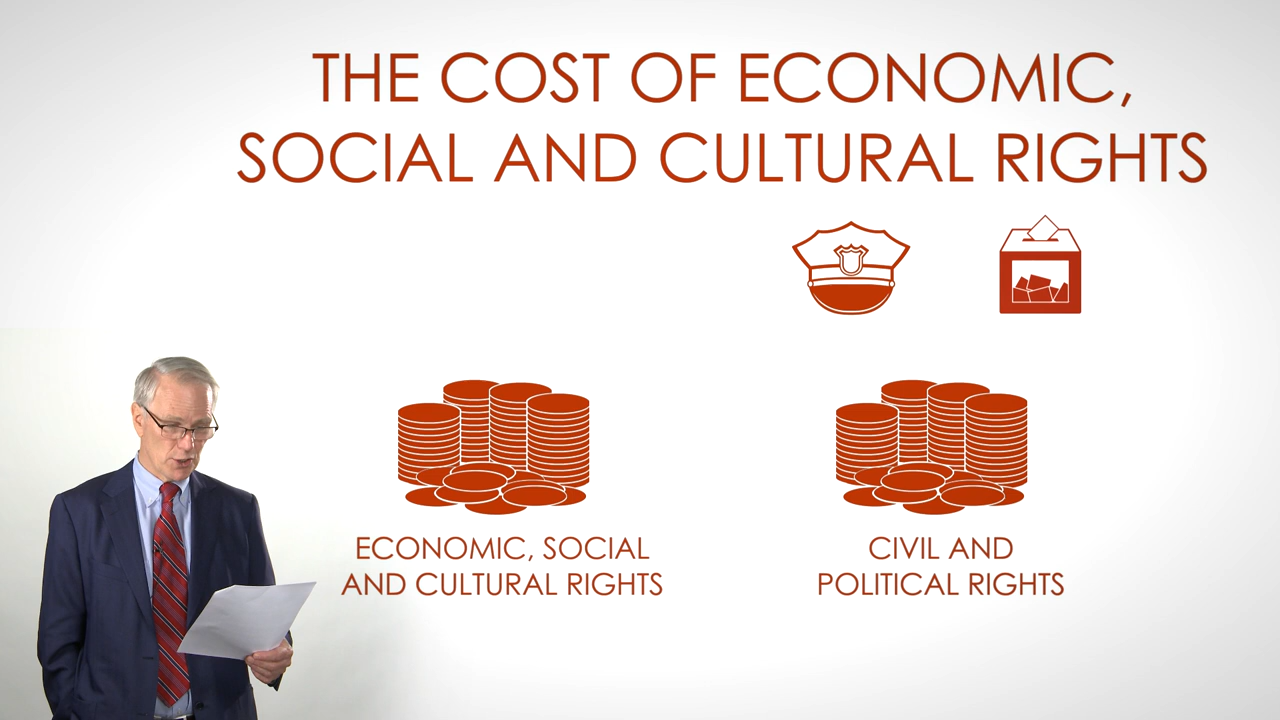 THE COST OF ECONOMIC,
SOCIAL AND CULTURAL RIGHTS
ECONOMIC, SOCIAL
AND CULTURAL RIGHTS
CIVIL AND
POLITICAL RIGHTS